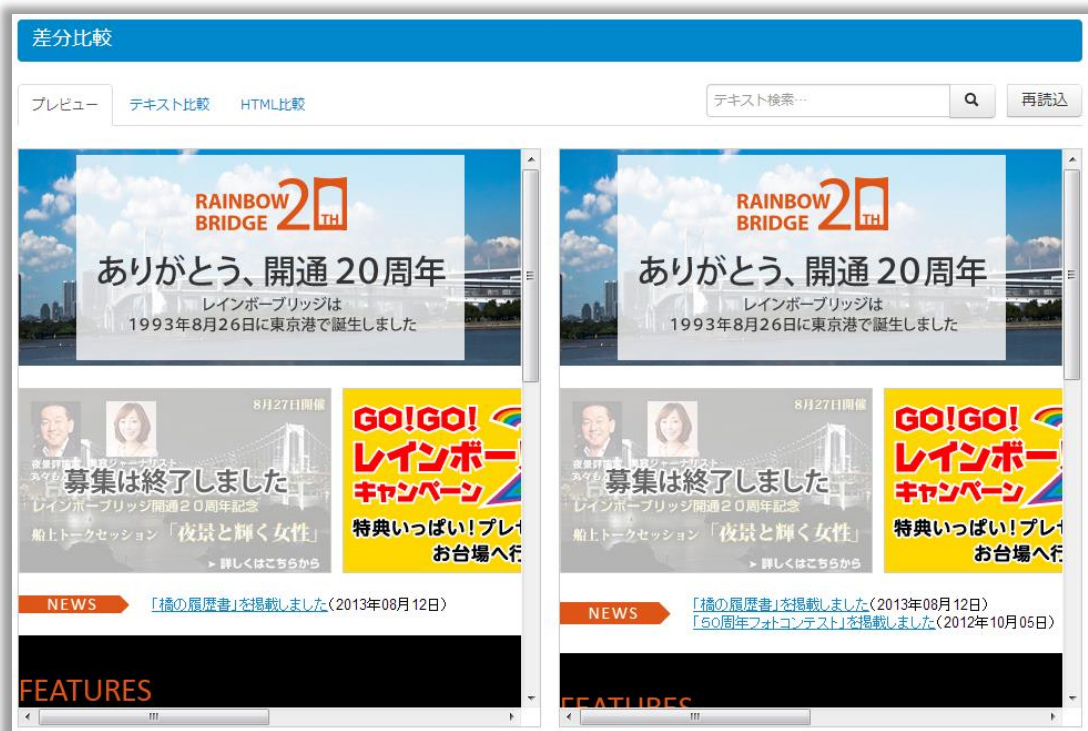 差分比較
プレビュー
テキスト比較
HTML比較
テキスト検索…
再読込
RAINBOW
BRIDGE 20TH
ありがとう、開通20周年
レインボーブリッジは
1993年8月26日に東京港で誕生しました
8月27日開催
募集は終了しました
レインボーブリッジ開通20周年記念
船上トークセッション「夜景と輝く女性」
▸ 詳しくはこちらから
GO!GO!
レインボー
キャンペーン
特典いっぱい!プレ
お台場へ行
NEWS
「橋の履歴書」を掲載しました(2013年08月12日)
FEATURES
RAINBOW
BRIDGE 20TH
ありがとう、開通20周年
レインボーブリッジは
1993年8月26日に東京港で誕生しました
8月27日開催
募集は終了しました
レインボーブリッジ開通20周年記念
船上トークセッション「夜景と輝く女性」
▸ 詳しくはこちらから
GO!GO!
レインボー
キャンペーン
特典いっぱい!プレ
お台場へ行
NEWS
「橋の履歴書」を掲載しました(2013年08月12日)
「50周年フォトコンテスト」を掲載しました(2012年10月05日)
FEATURES